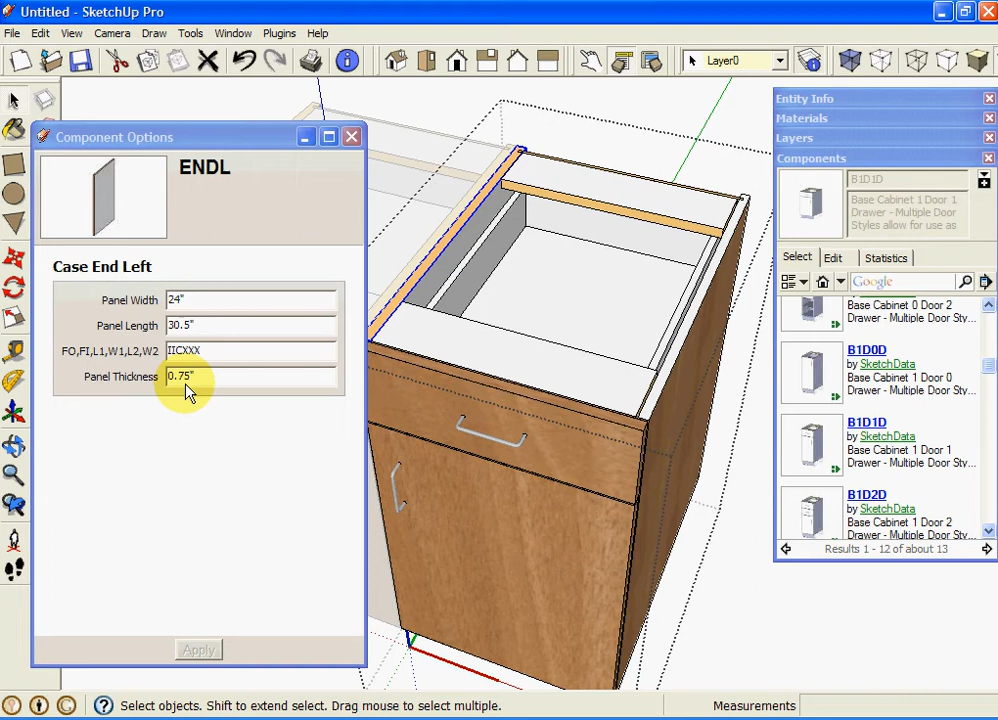 Untitled - SketchUp Pro
File Edit View Camera Draw Tools Window Plugins Help
Layer0
Component Options
ENDL
Case End Left
Panel Width 24"
Panel Length 30.5"
FO,FI,L1,W1,L2,W2 IICXXX
Panel Thickness 0.75"
Apply
Entity Info
Materials
Layers
Components
B1D1D
Base Cabinet 1 Door 1
Drawer - Multiple Door
Styles allow for use as
Select Edit Statistics
Google
Base Cabinet 0 Door 2
Drawer - Multiple Door Sty...
B1D0D
by SketchData
Base Cabinet 1 Door 0
Drawer - Multiple Door Sty...
B1D1D
by SketchData
Base Cabinet 1 Door 1
Drawer - Multiple Door Sty...
B1D2D
by SketchData
Base Cabinet 1 Door 2
Drawer - Multiple Door Sty...
Results 1 - 12 of about 13
Select objects. Shift to extend select. Drag mouse to select multiple.
Measurements